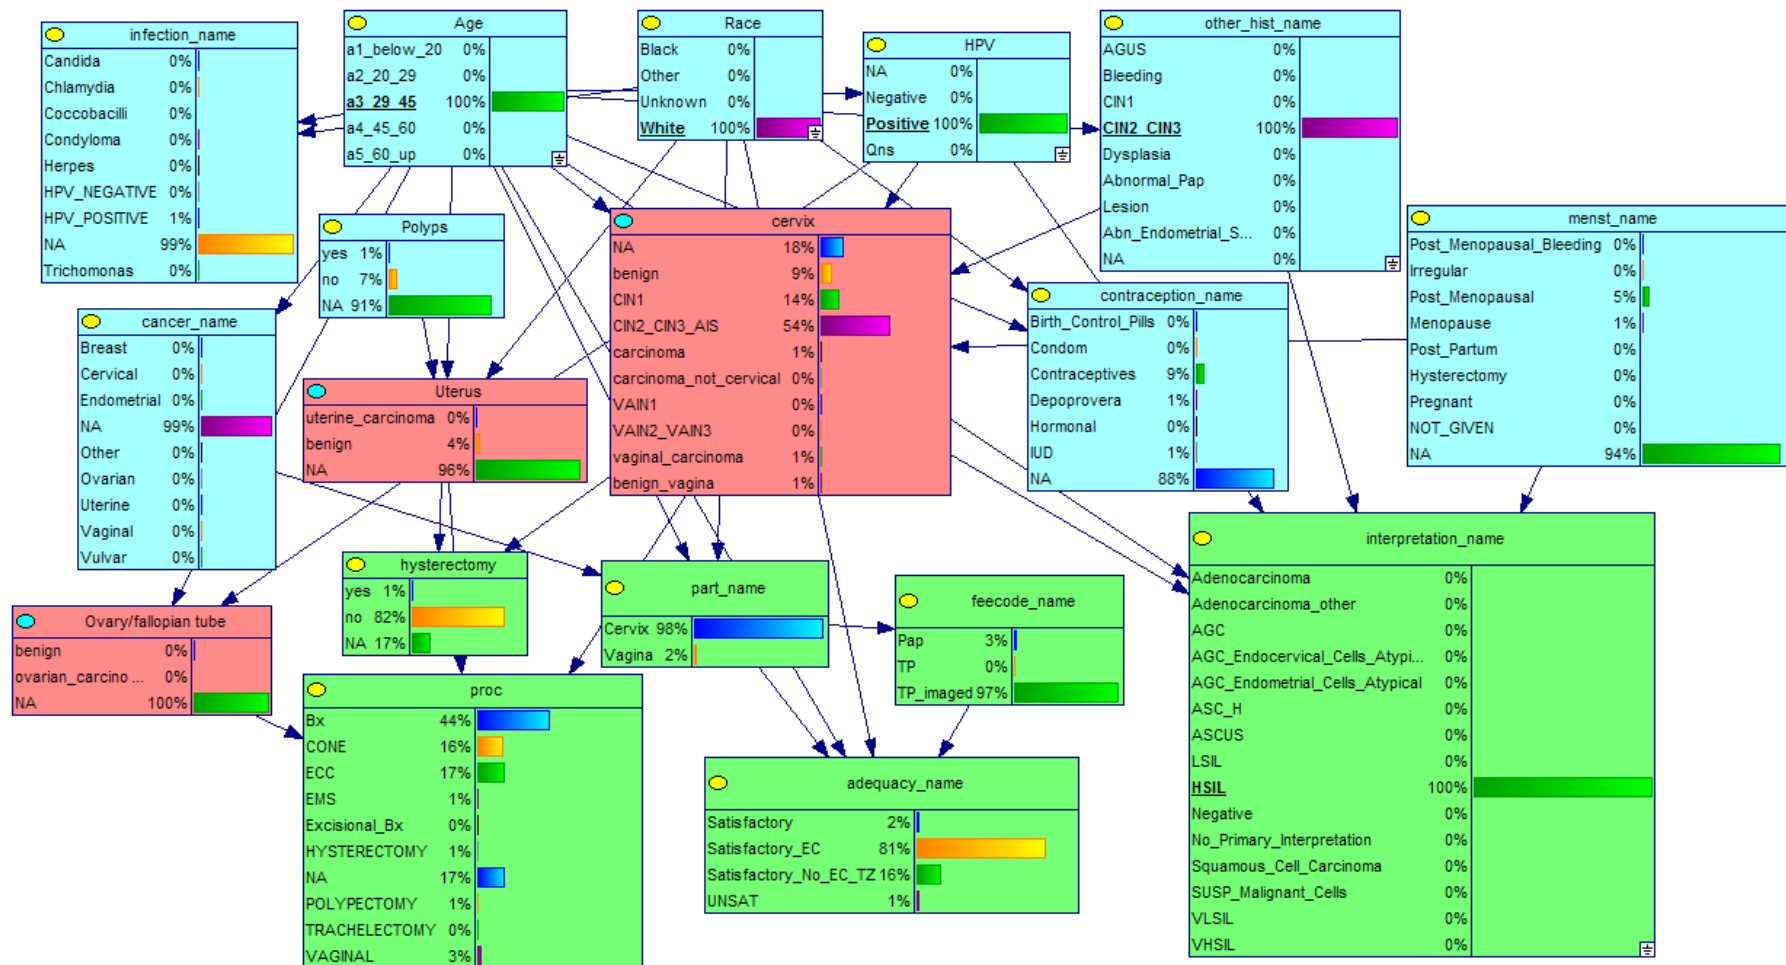 infection_name
Candida 0%
Chlamydia 0%
Coccobacilli 0%
Condyloma 0%
Herpes 0%
HPV_NEGATIVE 0%
HPV_POSITIVE 1%
NA 99%
Trichomonas 0%
Age
a1_below_20 0%
a2_20_29 0%
a3_29_45 100%
a4_45_60 0%
a5_60_up 0%
Race
Black 0%
Other 0%
Unknown 0%
White 100%
HPV
NA 0%
Negative 0%
Positive 100%
Qns 0%
other_hist_name
AGUS 0%
Bleeding 0%
CIN1 0%
CIN2_CIN3 100%
Dysplasia 0%
Abnormal_Pap 0%
Lesion 0%
Abn_Endometrial_S... 0%
NA 0%
Polyps
yes 1%
no 7%
NA 91%
cervix
NA 18%
benign 9%
CIN1 14%
CIN2_CIN3_AIS 54%
carcinoma 1%
carcinoma_not_cervical 0%
VAIN1 0%
VAIN2_VAIN3 0%
vaginal_carcinoma 1%
benign_vagina 1%
menst_name
Post_Menopausal_Bleeding 0%
Irregular 0%
Post_Menopausal 5%
Menopause 1%
Post_Partum 0%
Hysterectomy 0%
Pregnant 0%
NOT_GIVEN 0%
NA 94%
cancer_name
Breast 0%
Cervical 0%
Endometrial 0%
NA 99%
Other 0%
Ovarian 0%
Uterine 0%
Vaginal 0%
Vulvar 0%
contraception_name
Birth_Control_Pills 0%
Condom 0%
Contraceptives 9%
Depoprovera 1%
Hormonal 0%
IUD 1%
NA 88%
Uterus
uterine_carcinoma 0%
benign 4%
NA 96%
hysterectomy
yes 1%
no 82%
NA 17%
part_name
Cervix 98%
Vagina 2%
feecode_name
Pap 3%
TP 0%
TP_imaged 97%
interpretation_name
Adenocarcinoma 0%
Adenocarcinoma_other 0%
AGC 0%
AGC_Endocervical_Cells_Atypi... 0%
AGC_Endometrial_Cells_Atypical 0%
ASC_H 0%
ASCUS 0%
LSIL 0%
HSIL 100%
Negative 0%
No_Primary_Interpretation 0%
Squamous_Cell_Carcinoma 0%
SUSP_Malignant_Cells 0%
VLSIL 0%
VHSIL 0%
Ovary/fallopian tube
benign 0%
ovarian_carcino ... 0%
NA 100%
proc
Bx 44%
CONE 16%
ECC 17%
EMS 1%
Excisional_Bx 0%
HYSTERECTOMY 1%
NA 17%
POLYPECTOMY 1%
TRACHELECTOMY 0%
VAGINAL 3%
adequacy_name
Satisfactory 2%
Satisfactory_EC 81%
Satisfactory_No_EC_TZ 16%
UNSAT 1%